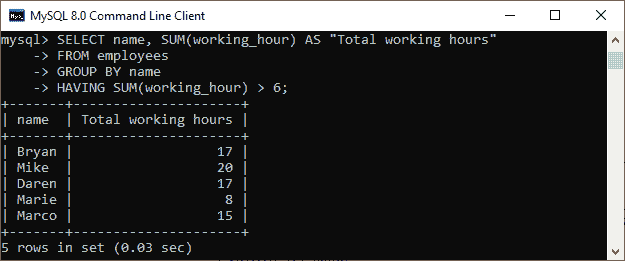 MySQL 8.0 Command Line Client
mysql> SELECT name, SUM(working_hour) AS "Total working hours"
    -> FROM employees
    -> GROUP BY name
    -> HAVING SUM(working_hour) > 6;
+-------+---------------------+
| name  | Total working hours |
+-------+---------------------+
| Bryan |                  17 |
| Mike  |                  20 |
| Daren |                  17 |
| Marie |                   8 |
| Marco |                  15 |
+-------+---------------------+
5 rows in set (0.03 sec)